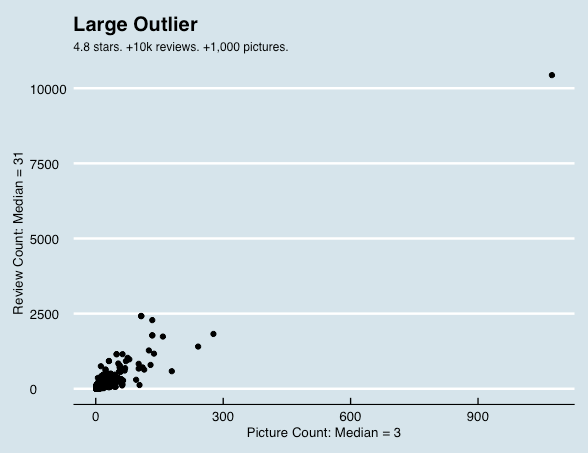 Large Outlier
4.8 stars. +10k reviews. +1,000 pictures.
10000
7500
5000
2500
0
Review Count: Median = 31
0 300 600 900
Picture Count: Median = 3